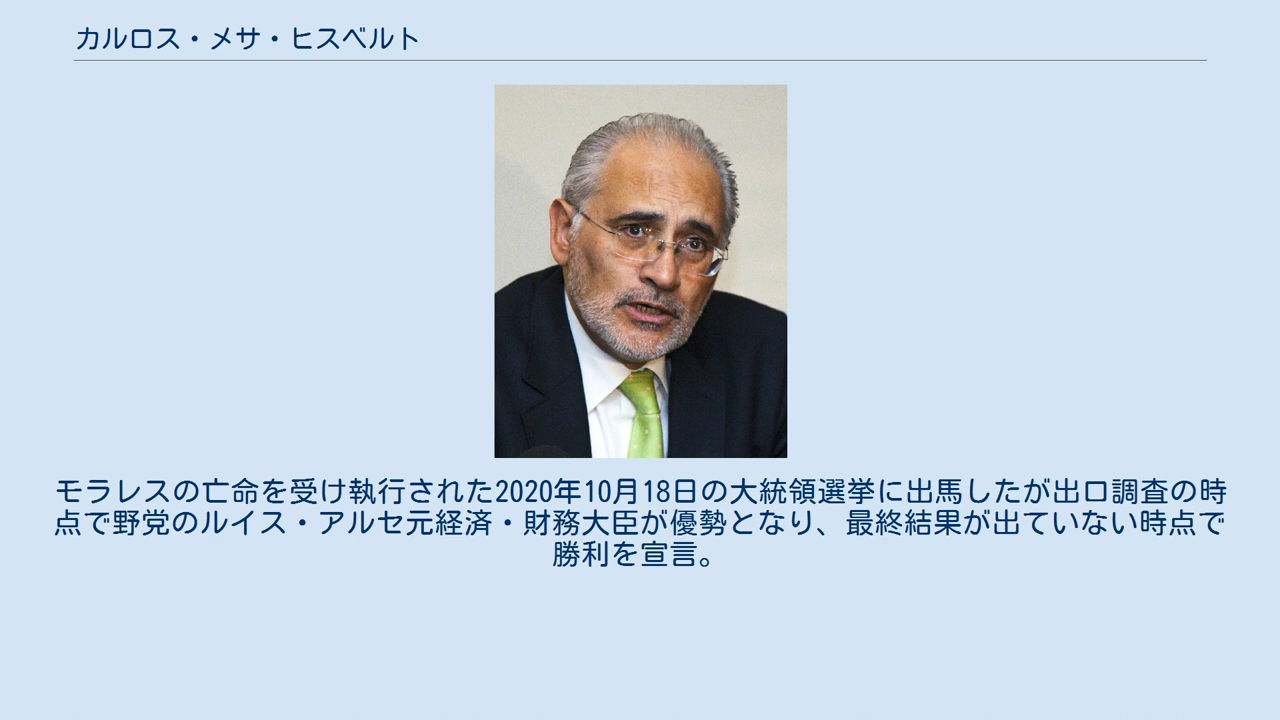 カルロス・メサ・ヒスベルト
モラレスの亡命を受け執行された2020年10月18日の大統領選挙に出馬したが出口調査の時
点で野党のルイス・アルセ元経済・財務大臣が優勢となり、最終結果が出ていない時点で
勝利を宣言。